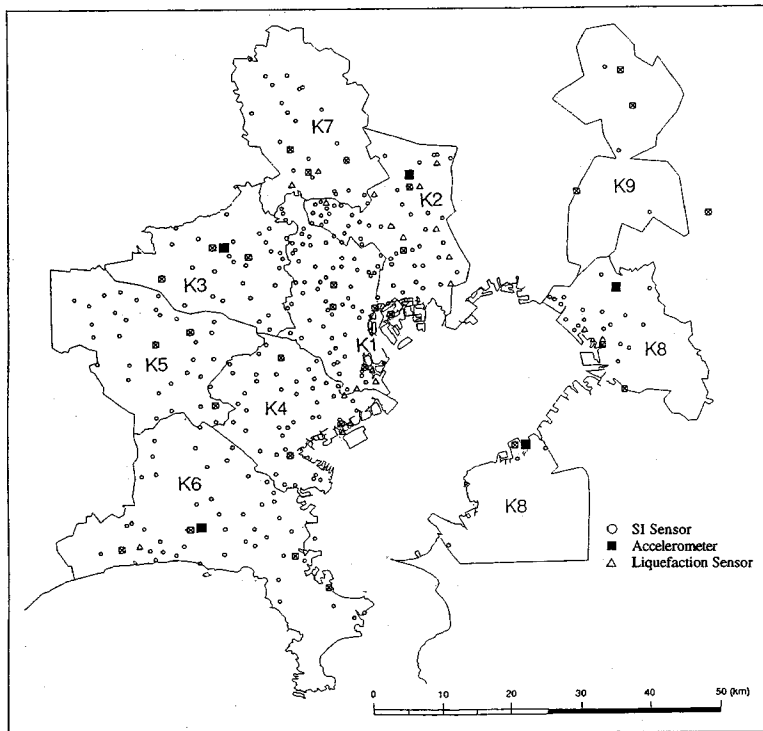 K7
K2
K9
K3
K8
K1
K5
K4
K6
K8
SI Sensor
Accelerometer
Liquefaction Sensor
0 10 22 30 40 50 (km)